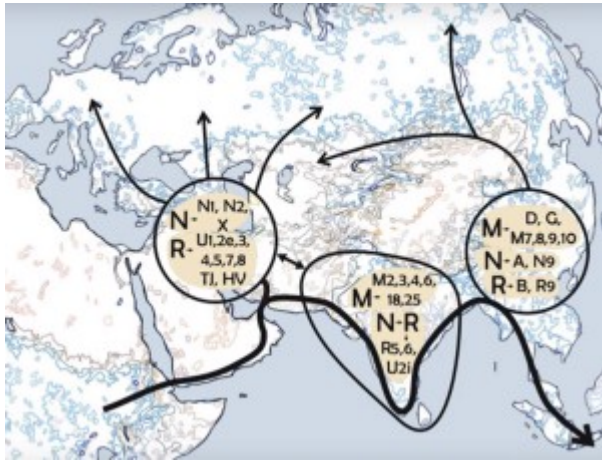 N- N1, N2,
X
R- U1,2e,3,
4,5,7,8
TJ, HV
M2,3,4,6,
M- 18,25
N-R
R5,6,
U2i
M- D, G,
M7,8,9,10
N- A, N9
R- B, R9